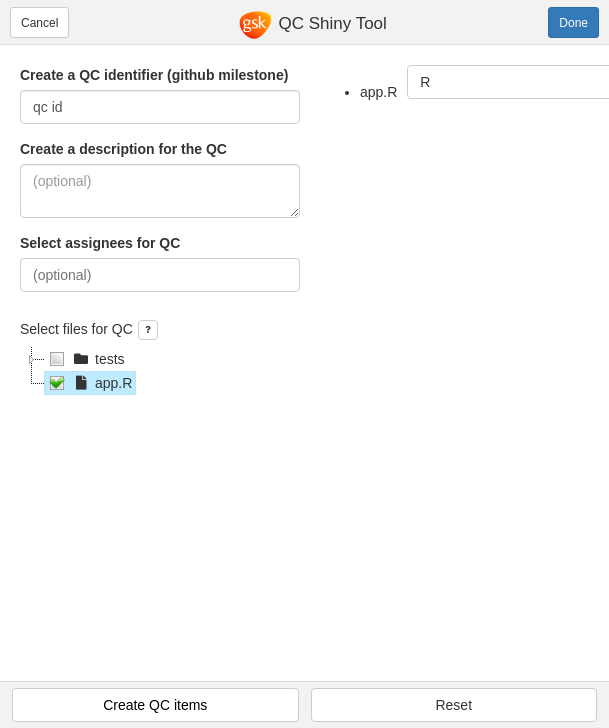 Cancel
gsk QC Shiny Tool
Done
Create a QC identifier (github milestone)
qc id
Create a description for the QC
(optional)
Select assignees for QC
(optional)
Select files for QC ?
tests
app.R
app.R
R
Create QC items
Reset